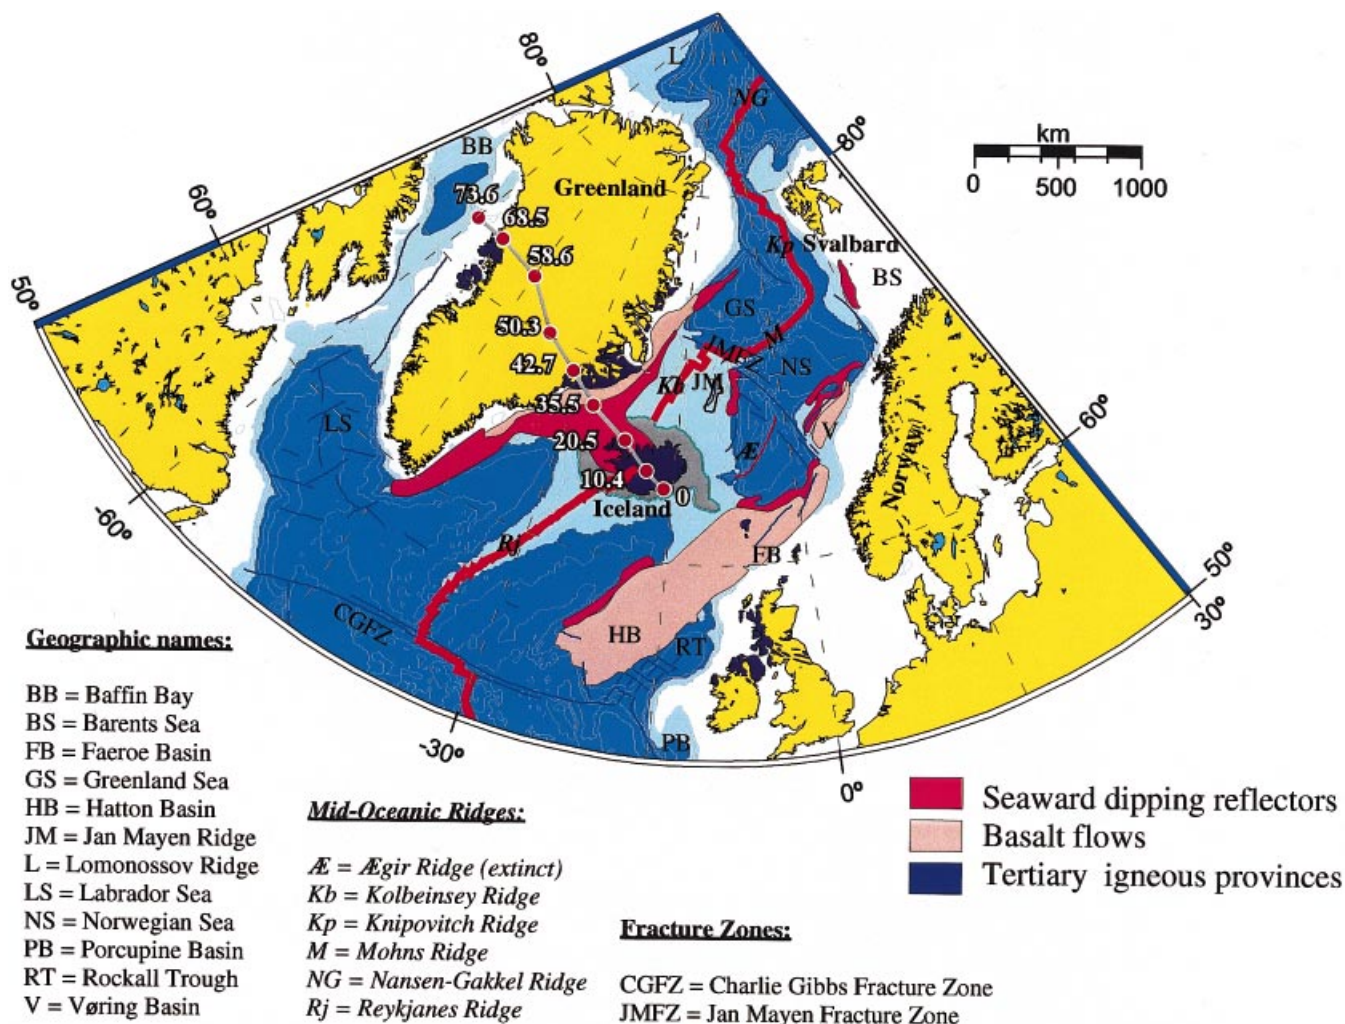 80°
L
NG
80°
km
0 500 1000
BB
Greenland
60°
73.6
68.5
Kp Svalbard
58.6
BS
50°
GS
50.3
M
JMFZ
NS
42.7
Kb
JM
35.5
60°
LS
V
20.5
Æ
Norway
10.4
0
Iceland
-60°
Rj
FB
50°
30°
CGFZ
HB
RT
-30°
PB
0°
Geographic names:
BB = Baffin Bay
BS = Barents Sea
FB = Faeroe Basin
GS = Greenland Sea
HB = Hatton Basin
JM = Jan Mayen Ridge
L = Lomonossov Ridge
LS = Labrador Sea
NS = Norwegian Sea
PB = Porcupine Basin
RT = Rockall Trough
V = Vøring Basin
Mid-Oceanic Ridges:
Æ = Ægir Ridge (extinct)
Kb = Kolbeinsey Ridge
Kp = Knipovitch Ridge
M = Mohns Ridge
NG = Nansen-Gakkel Ridge
Rj = Reykjanes Ridge
Fracture Zones:
CGFZ = Charlie Gibbs Fracture Zone
JMFZ = Jan Mayen Fracture Zone
Seaward dipping reflectors
Basalt flows
Tertiary igneous provinces